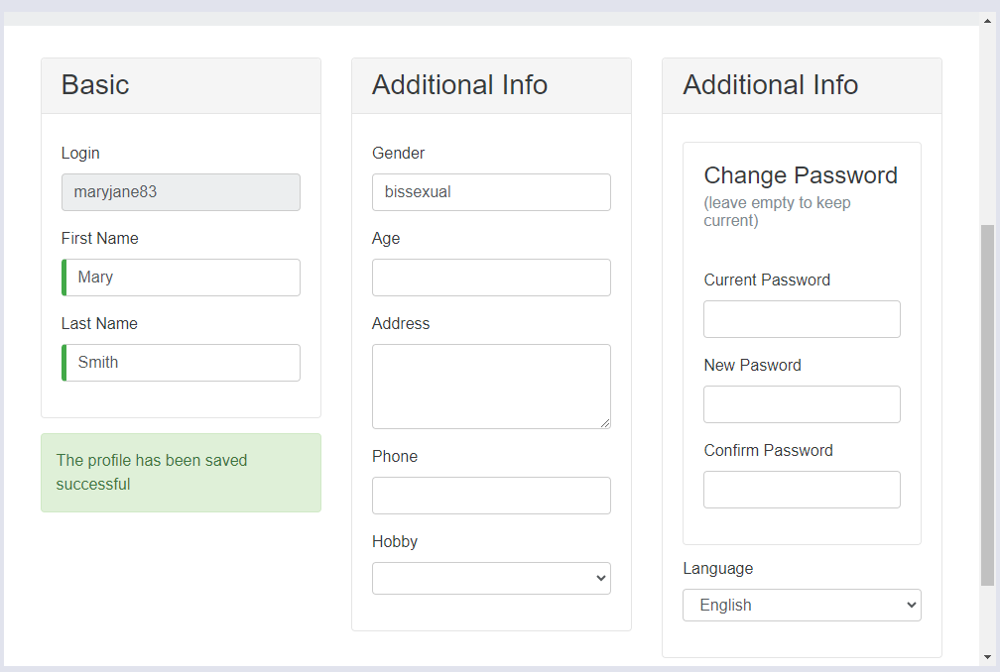 Basic
Login
maryjane83
First Name
Mary
Last Name
Smith
The profile has been saved
successful
Additional Info
Gender
bissexual
Age
Address
Phone
Hobby
Additional Info
Change Password
(leave empty to keep
current)
Current Password
New Pasword
Confirm Password
Language
English